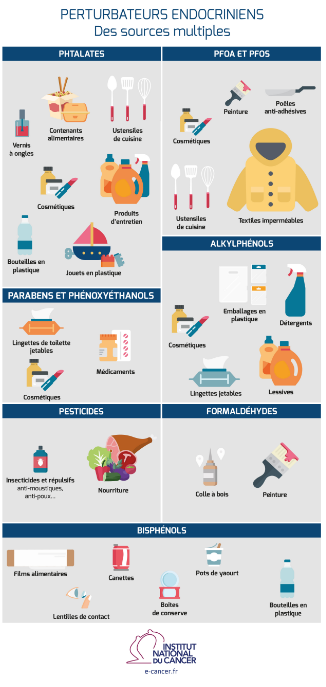 PERTURBATEURS ENDOCRINIENS
Des sources multiples
PHTALATES
Vernis
à ongles
Contenants
alimentaires
Ustensiles
de cuisine
Cosmétiques
Produits
d'entretien
Bouteilles en
plastique
Jouets en plastique
PFOA ET PFOS
Cosmétiques
Peinture
Poêles
anti-adhésives
Ustensiles
de cuisine
Textiles imperméables
PARABENS ET PHÉNOXYÉTHANOLS
Lingettes de toilette
jetables
Médicaments
Cosmétiques
ALKYLPHÉNOLS
Emballages en
plastique
Détergents
Cosmétiques
Lingettes jetables
Lessives
PESTICIDES
Insecticides et répulsifs
anti-moustiques,
anti-poux...
Nourriture
FORMALDÉHYDES
Colle à bois
Peinture
BISPHÉNOLS
Films alimentaires
Canettes
Pots de yaourt
Lentilles de contact
Boîtes
de conserve
Bouteilles en
plastique
INSTITUT
NATIONAL
DU CANCER
e-cancer.fr